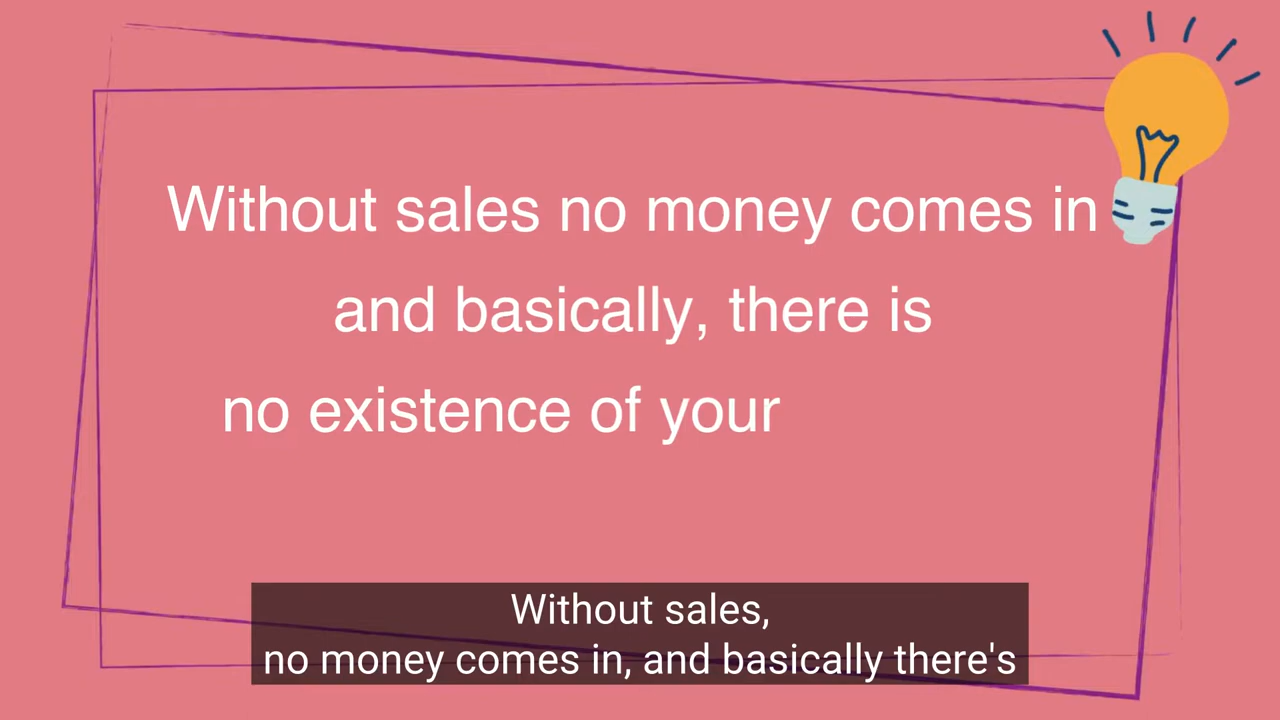 Without sales no money comes in
and basically, there is
no existence of your
Without sales,
no money comes in, and basically there's